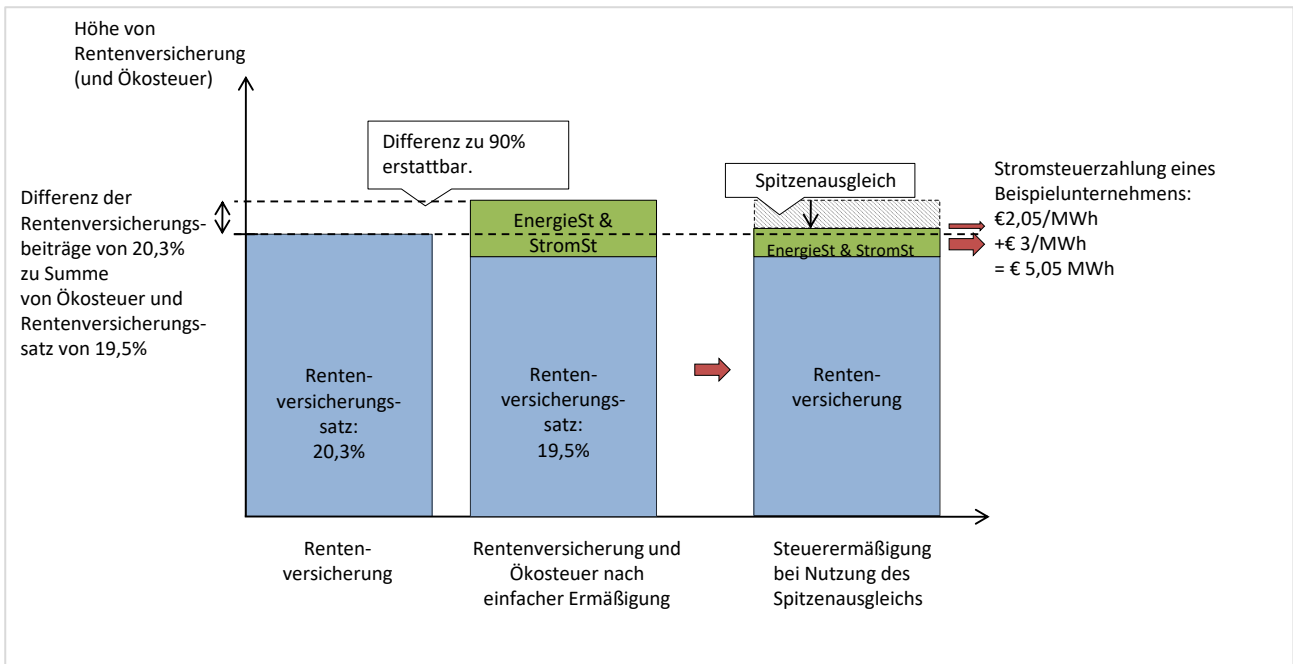 Höhe von
Rentenversicherung
(und Ökosteuer)
Differenz zu 90%
erstattbar.
Spitzenausgleich
Stromsteuerzahlung eines
Beispielunternehmens:
€2,05/MWh
+€ 3/MWh
= € 5,05 MWh
Differenz der
Rentenversicherungs-
beiträge von 20,3%
zu Summe
von Ökosteuer und
Rentenversicherungs-
satz von 19,5%
EnergieSt &
StromSt
EnergieSt & StromSt
Renten-
versicherungs-
satz:
20,3%
Renten-
versicherungs-
satz:
19,5%
Renten-
versicherung
Renten-
versicherung
Rentenversicherung und
Ökosteuer nach
einfacher Ermäßigung
Steuerermäßigung
bei Nutzung des
Spitzenausgleichs